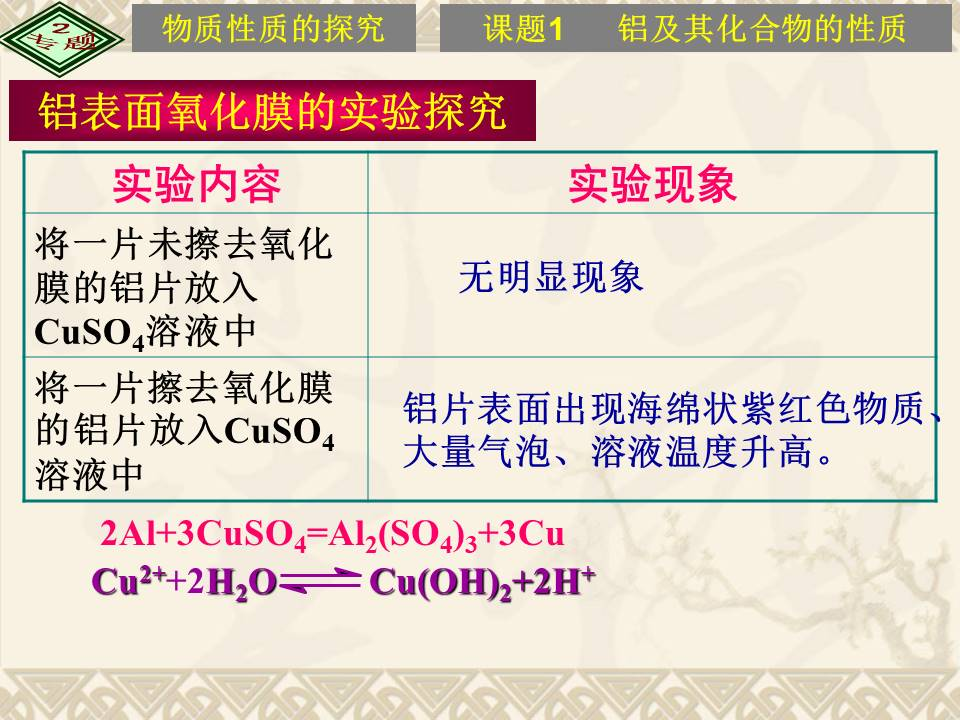 2
专题
物质性质的探究
课题1 铝及其化合物的性质
铝表面氧化膜的实验探究
实验内容 实验现象
将一片未擦去氧化
膜的铝片放入
CuSO₄溶液中
无明显现象
将一片擦去氧化膜
的铝片放入CuSO₄
溶液中
铝片表面出现海绵状紫红色物质、
大量气泡、溶液温度升高。
2Al+3CuSO₄=Al₂(SO₄)₃+3Cu
Cu²⁺+2H₂O⇌Cu(OH)₂+2H⁺